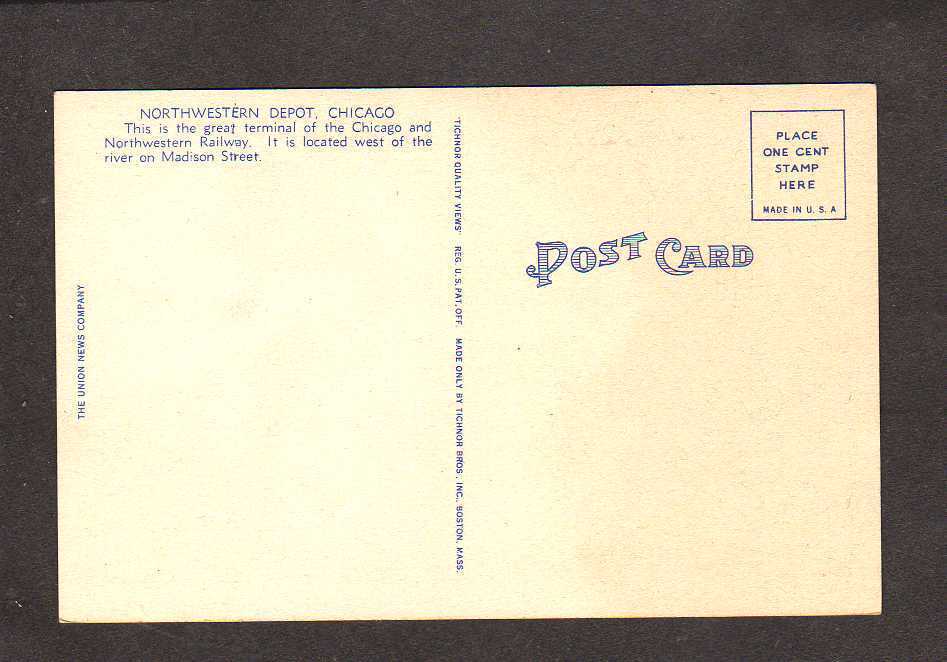 NORTHWESTERN DEPOT, CHICAGO
This is the great terminal of the Chicago and
Northwestern Railway. It is located west of the
river on Madison Street.
THE UNION NEWS COMPANY
"TICHNOR QUALITY VIEWS" REG. U. S. PAT. OFF. MADE ONLY BY TICHNOR BROS., INC., BOSTON, MASS.
POST CARD
PLACE
ONE CENT
STAMP
HERE
MADE IN U. S. A